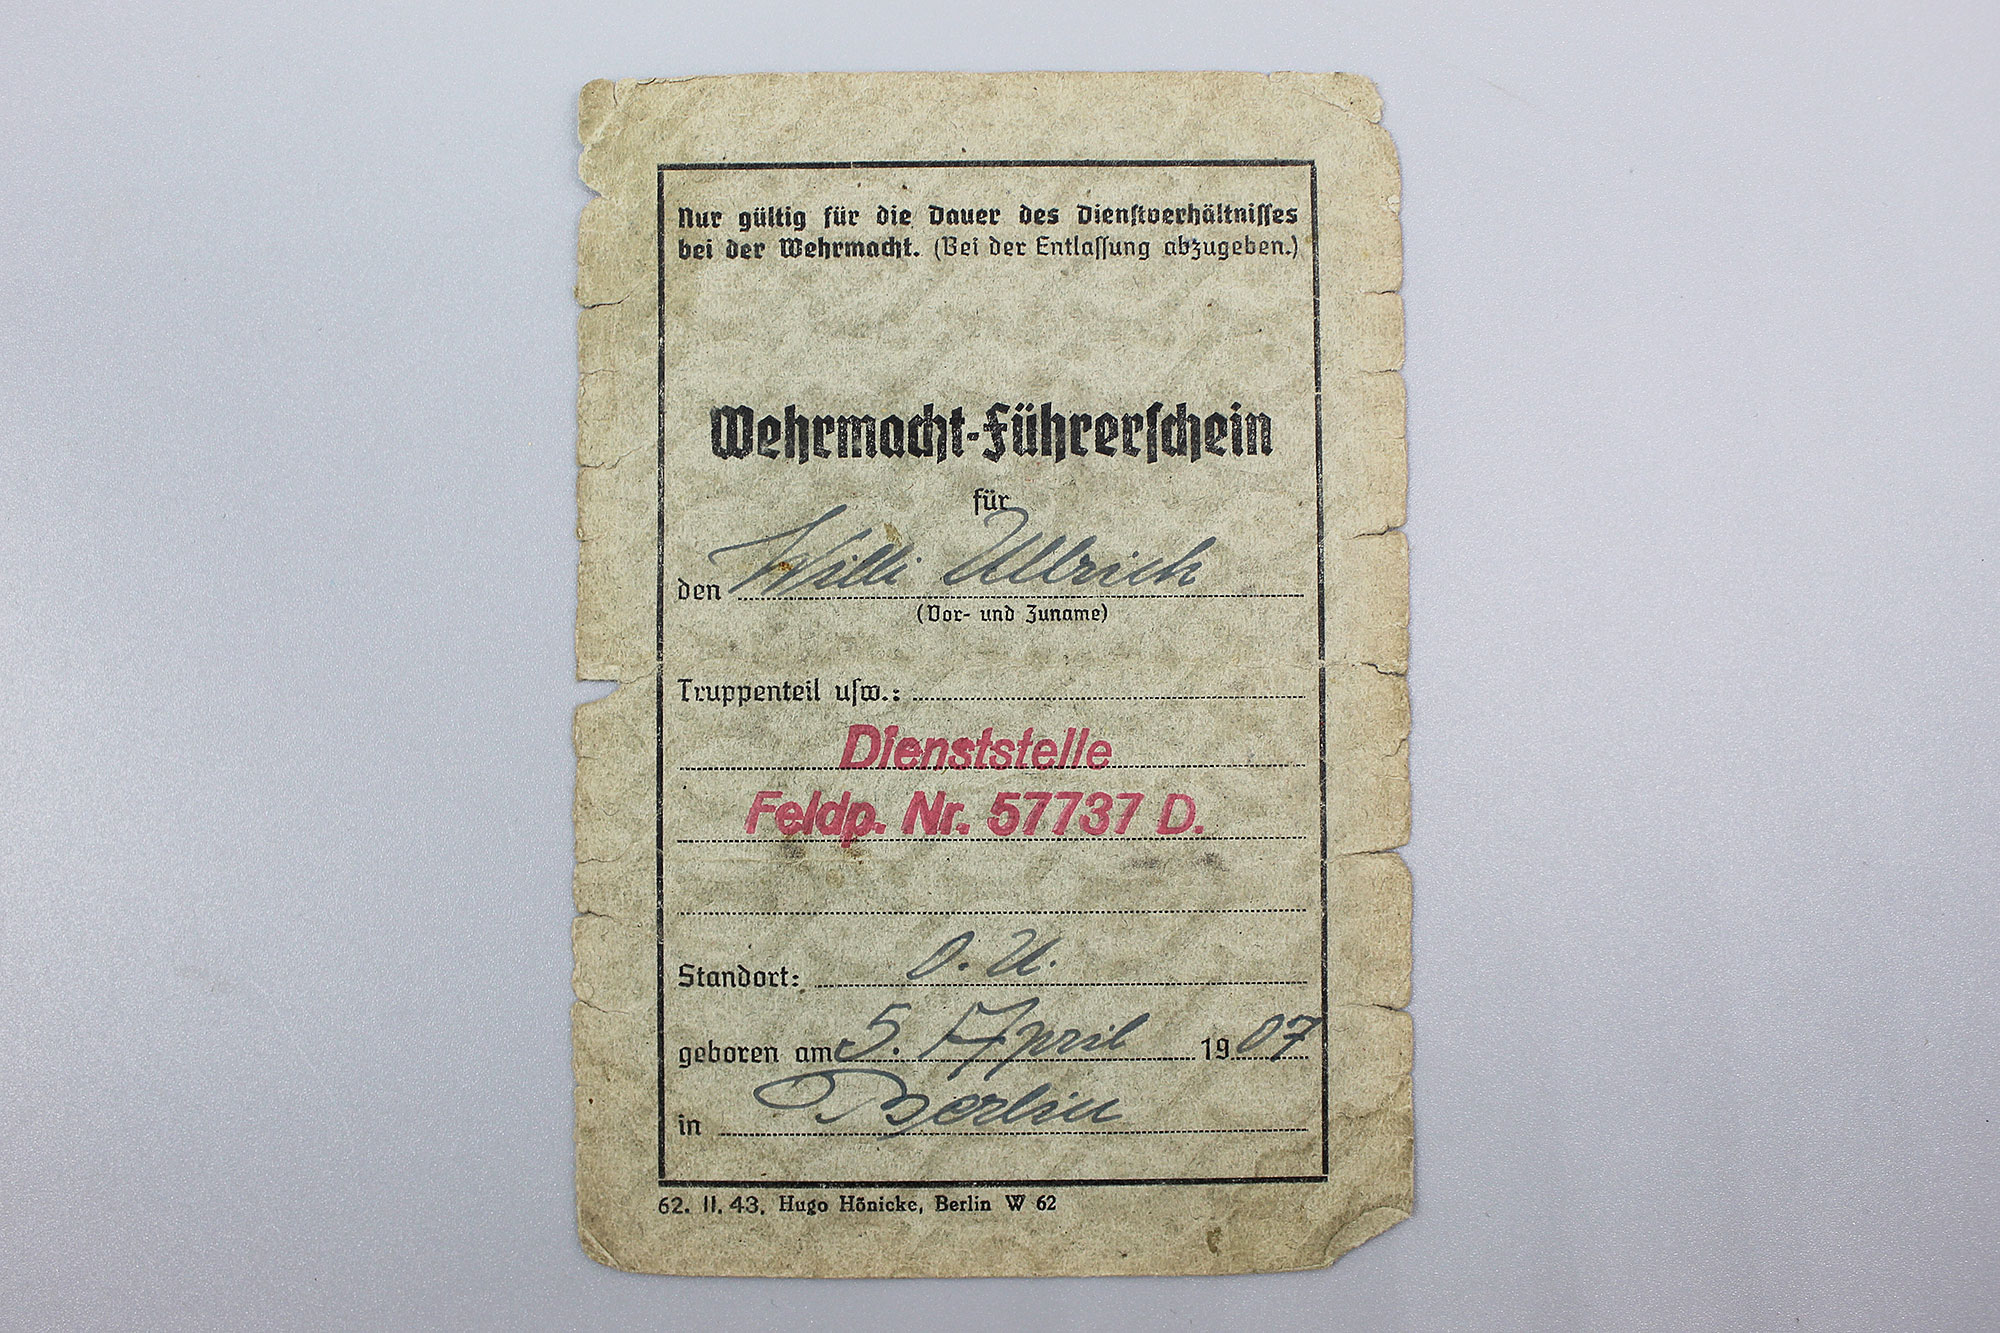 Nur gültig für die Dauer des Dienstverhältnisses
bei der Wehrmacht. (Bei der Entlassung abzugeben.)
Wehrmacht-Führerschein
für
den Willi Ullrich
(Vor- und Zuname)
Truppenteil usw.:
Dienststelle
Feldp. Nr. 57737 D.
Standort: O. U.
geboren am 5. April 1907
in Berlin
62. II. 43. Hugo Hönicke, Berlin W 62